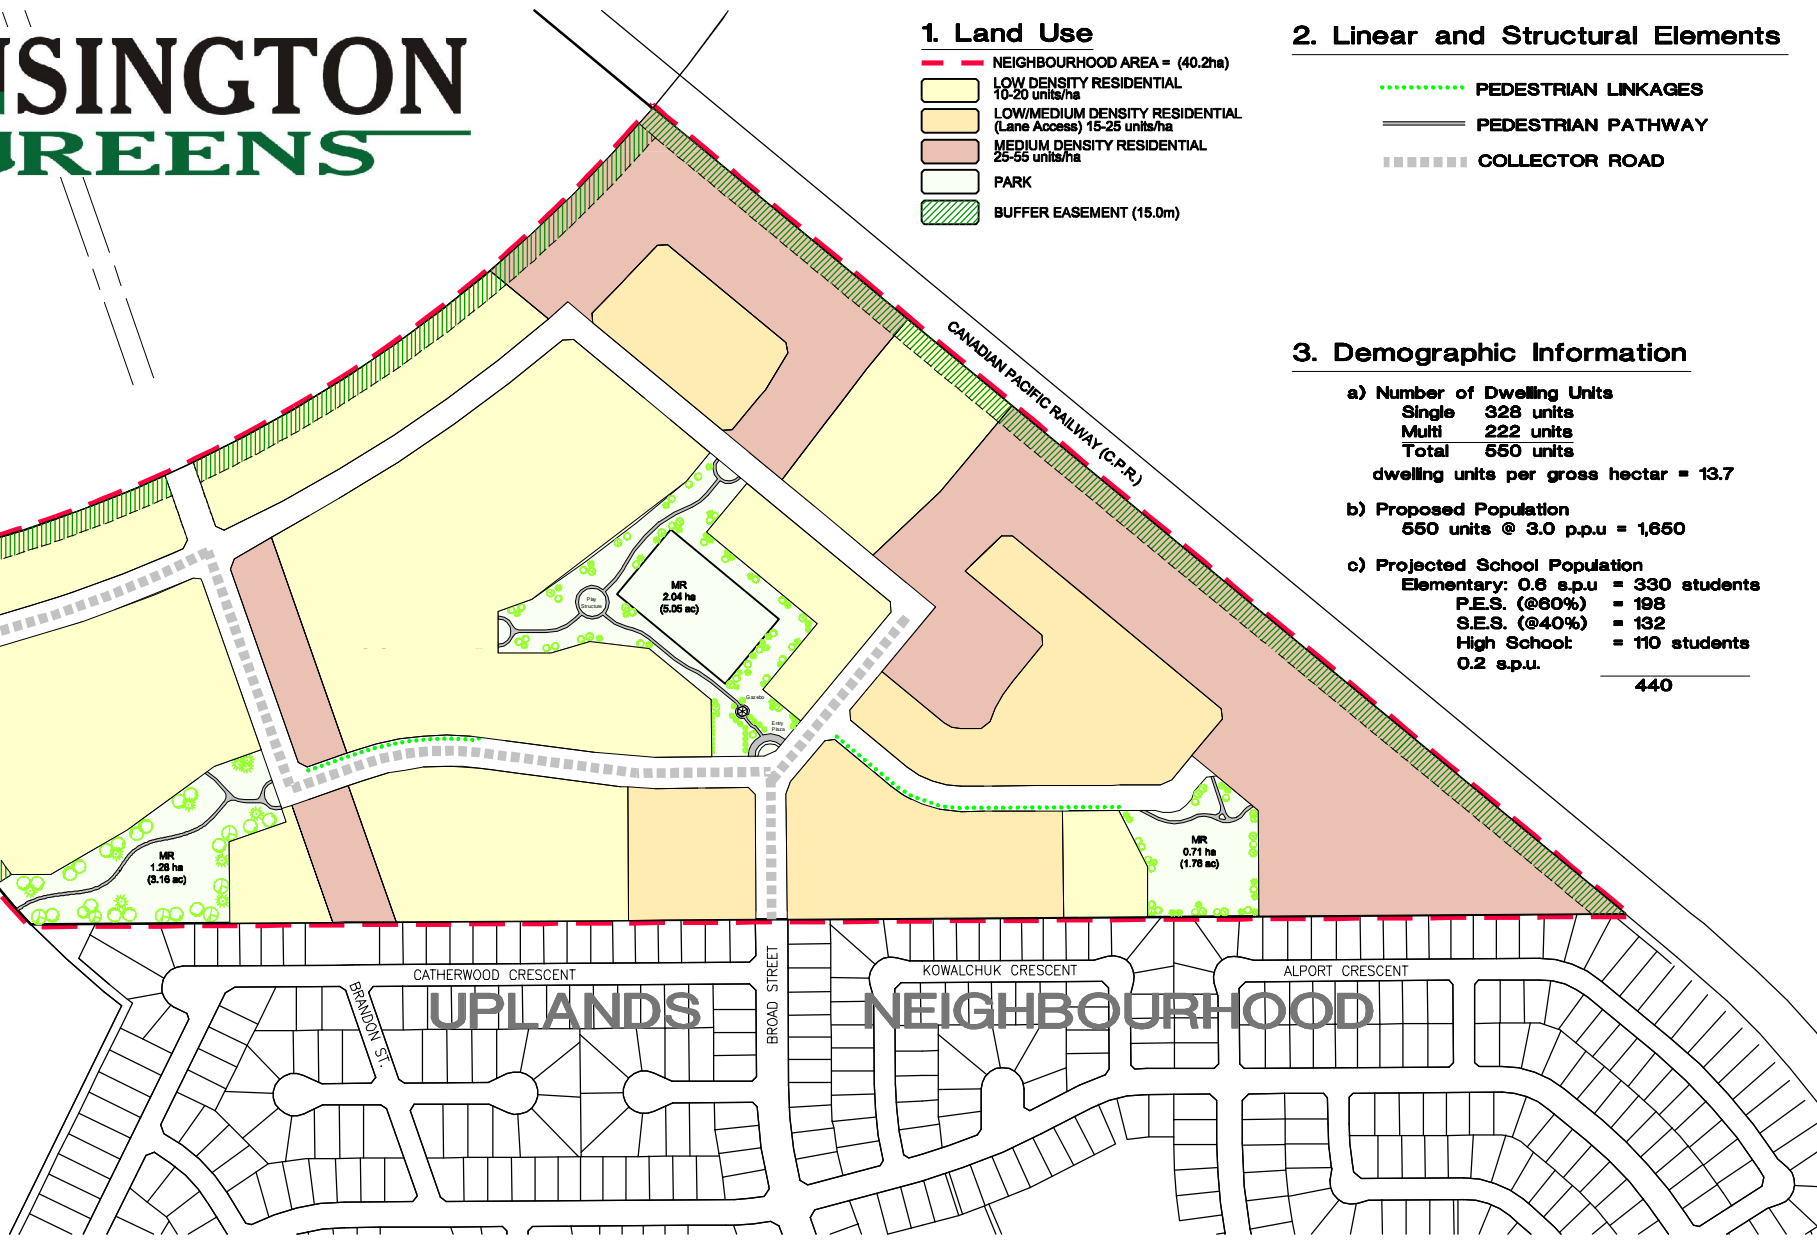 NSINGTON
GREENS
1. Land Use
NEIGHBOURHOOD AREA = (40.2ha)
LOW DENSITY RESIDENTIAL
10-20 units/ha
LOW/MEDIUM DENSITY RESIDENTIAL
(Lane Access) 15-25 units/ha
MEDIUM DENSITY RESIDENTIAL
25-55 units/ha
PARK
BUFFER EASEMENT (15.0m)
2. Linear and Structural Elements
PEDESTRIAN LINKAGES
PEDESTRIAN PATHWAY
COLLECTOR ROAD
3. Demographic Information
a) Number of Dwelling Units
Single 328 units
Multi 222 units
Total 550 units
dwelling units per gross hectar = 13.7
b) Proposed Population
550 units @ 3.0 p.p.u = 1,650
c) Projected School Population
Elementary: 0.6 s.p.u = 330 students
P.E.S. (@60%) = 198
S.E.S. (@40%) = 132
High School: = 110 students
0.2 s.p.u.
440
CANADIAN PACIFIC RAILWAY (C.P.R.)
MR
2.04 ha
(5.05 ac)
Play
Structure
Gazebo
Entry
Plaza
MR
1.28 ha
(3.16 ac)
MR
0.71 ha
(1.76 ac)
CATHERWOOD CRESCENT
BRANDON ST.
BROAD STREET
KOWALCHUK CRESCENT
ALPORT CRESCENT
UPLANDS NEIGHBOURHOOD